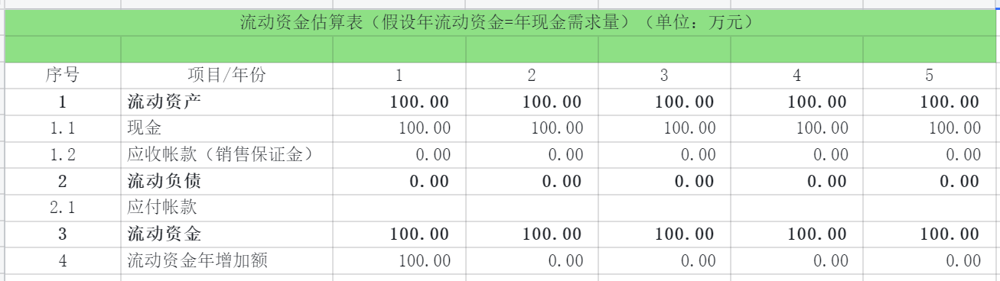 流动资金估算表（假设年流动资金=年现金需求量）（单位：万元）
序号 项目/年份 1 2 3 4 5
1 流动资产 100.00 100.00 100.00 100.00 100.00
1.1 现金 100.00 100.00 100.00 100.00 100.00
1.2 应收帐款（销售保证金） 0.00 0.00 0.00 0.00 0.00
2 流动负债 0.00 0.00 0.00 0.00 0.00
2.1 应付帐款
3 流动资金 100.00 100.00 100.00 100.00 100.00
4 流动资金年增加额 100.00 0.00 0.00 0.00 0.00